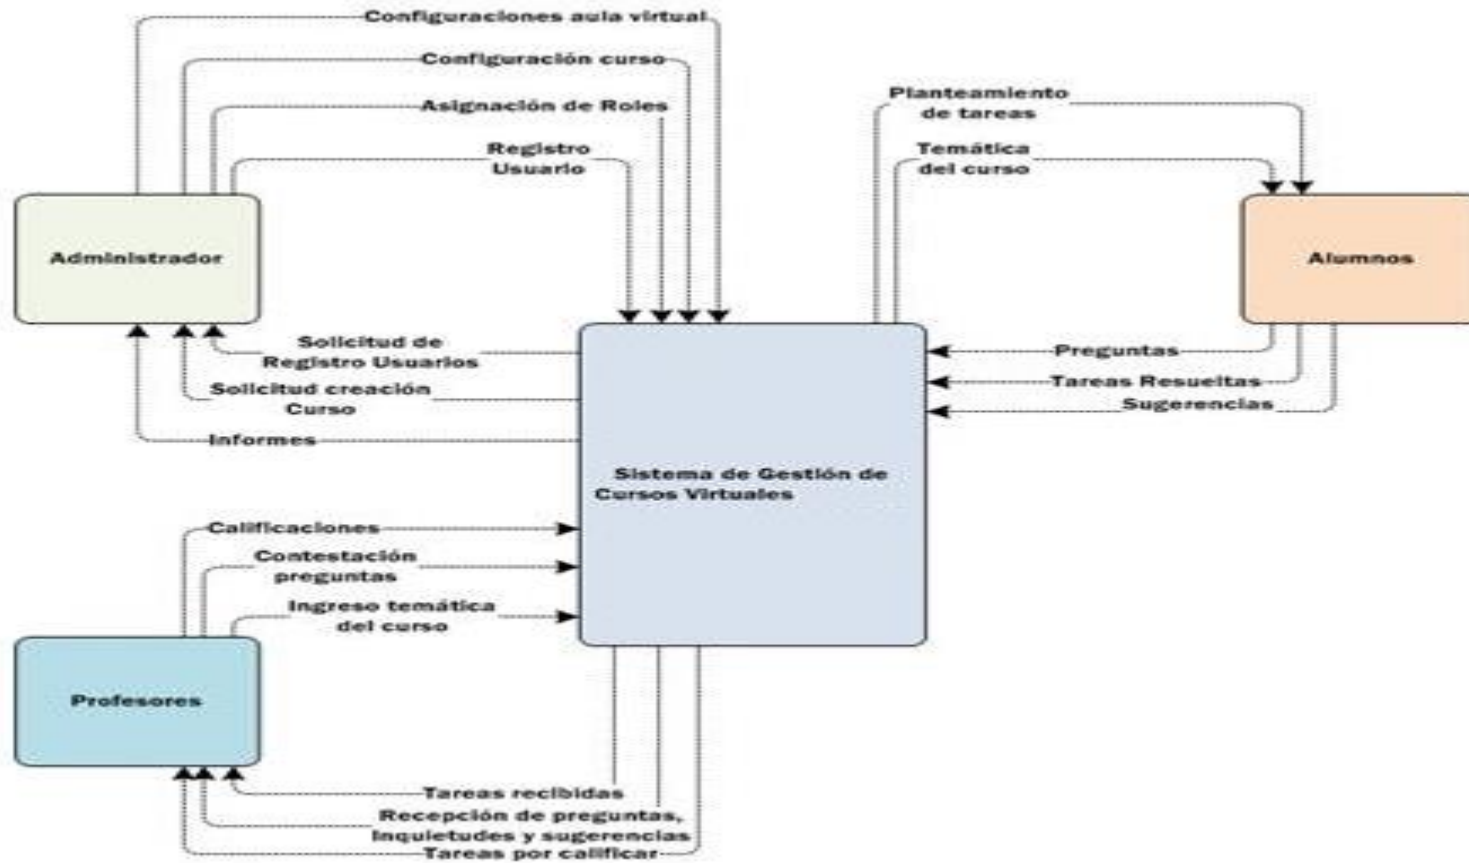 Configuraciones aula virtual
Configuración curso
Asignación de Roles
Registro
Usuario
Planteamiento
de tareas
Temática
del curso
Administrador
Alumnos
Solicitud de
Registro Usuarios
Solicitud creación
Curso
Informes
Preguntas
Tareas Resueltas
Sugerencias
Sistema de Gestión de
Cursos Virtuales
Calificaciones
Contestación
preguntas
Ingreso temática
del curso
Profesores
Tareas recibidas
Recepción de preguntas,
Inquietudes y sugerencias
Tareas por calificar